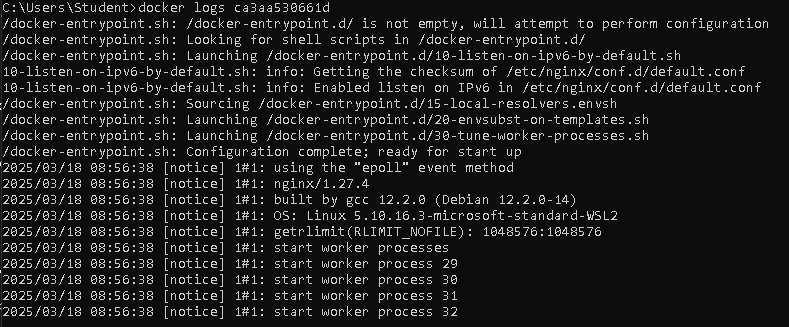 C:\Users\Student>docker logs ca3aa530661d
/docker-entrypoint.sh: /docker-entrypoint.d/ is not empty, will attempt to perform configuration
/docker-entrypoint.sh: Looking for shell scripts in /docker-entrypoint.d/
/docker-entrypoint.sh: Launching /docker-entrypoint.d/10-listen-on-ipv6-by-default.sh
10-listen-on-ipv6-by-default.sh: info: Getting the checksum of /etc/nginx/conf.d/default.conf
10-listen-on-ipv6-by-default.sh: info: Enabled listen on IPv6 in /etc/nginx/conf.d/default.conf
/docker-entrypoint.sh: Sourcing /docker-entrypoint.d/15-local-resolvers.envsh
/docker-entrypoint.sh: Launching /docker-entrypoint.d/20-envsubst-on-templates.sh
/docker-entrypoint.sh: Launching /docker-entrypoint.d/30-tune-worker-processes.sh
/docker-entrypoint.sh: Configuration complete; ready for start up
2025/03/18 08:56:38 [notice] 1#1: using the "epoll" event method
2025/03/18 08:56:38 [notice] 1#1: nginx/1.27.4
2025/03/18 08:56:38 [notice] 1#1: built by gcc 12.2.0 (Debian 12.2.0-14)
2025/03/18 08:56:38 [notice] 1#1: OS: Linux 5.10.16.3-microsoft-standard-WSL2
2025/03/18 08:56:38 [notice] 1#1: getrlimit(RLIMIT_NOFILE): 1048576:1048576
2025/03/18 08:56:38 [notice] 1#1: start worker processes
2025/03/18 08:56:38 [notice] 1#1: start worker process 29
2025/03/18 08:56:38 [notice] 1#1: start worker process 30
2025/03/18 08:56:38 [notice] 1#1: start worker process 31
2025/03/18 08:56:38 [notice] 1#1: start worker process 32